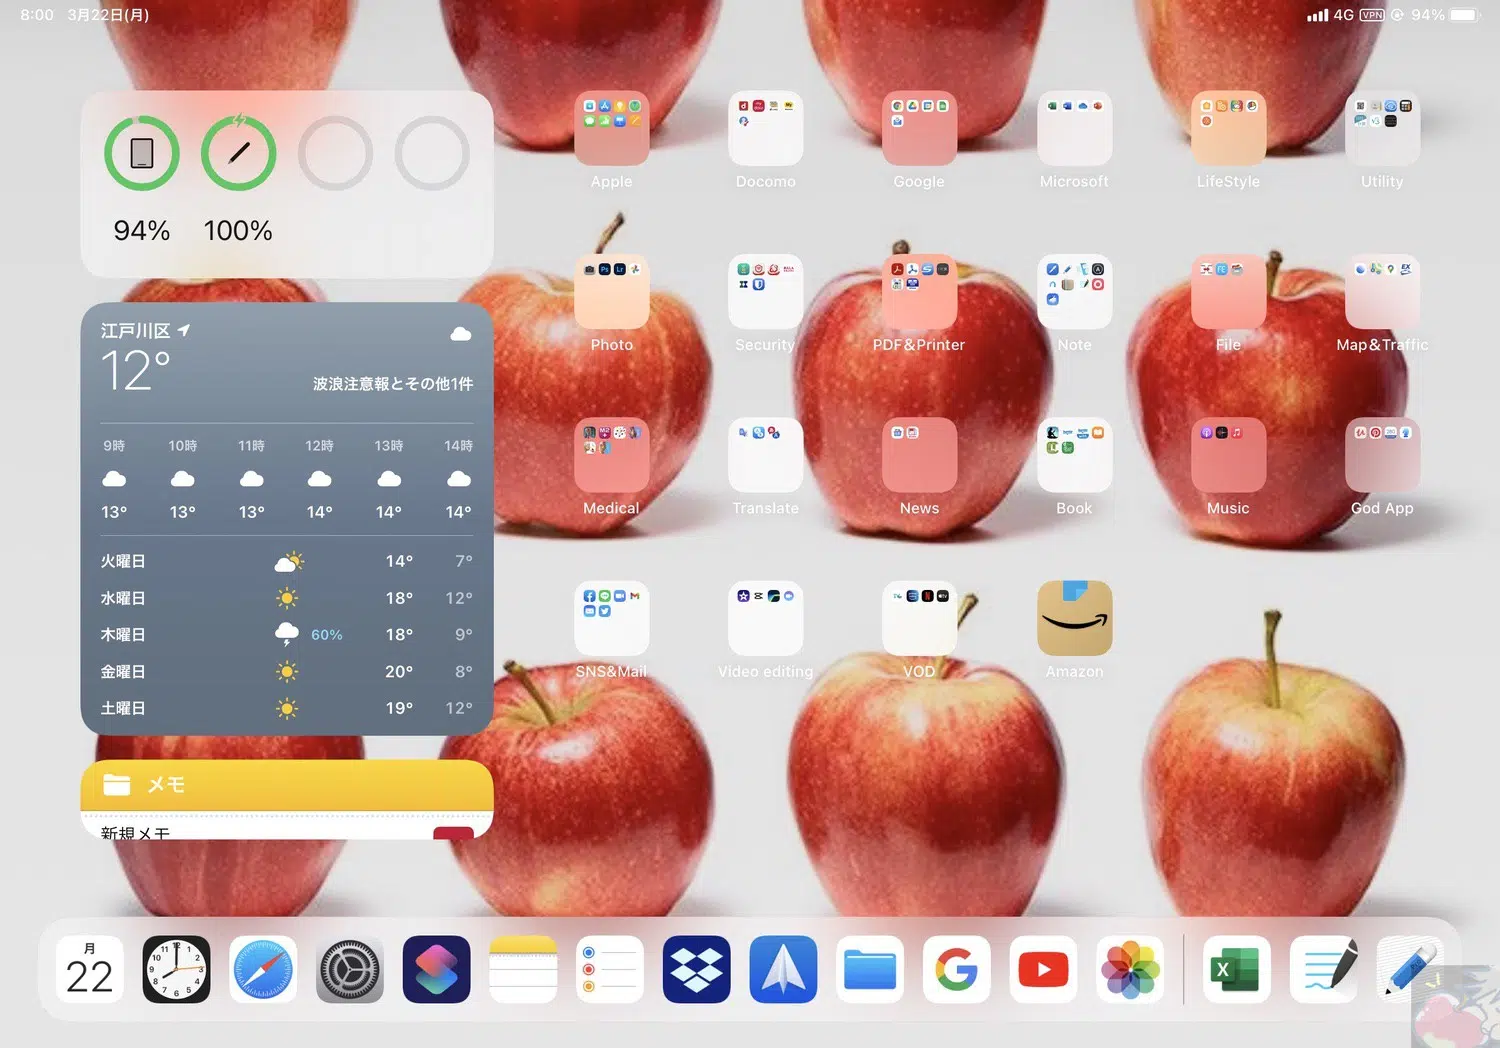 8:00 3月22日(月)
4G VPN 94%
94% 100%
江戸川区
12°
波浪注意報とその他1件
9時 10時 11時 12時 13時 14時
13° 13° 13° 14° 14° 14°
火曜日 14° 7°
水曜日 18° 12°
木曜日 60% 18° 9°
金曜日 20° 8°
土曜日 19° 12°
メモ
新規メモ
Apple Docomo Google Microsoft LifeStyle Utility
Photo Security PDF&Printer Note File Map&Traffic
Medical Translate News Book Music God App
SNS&Mail Video editing VOD Amazon
月
22